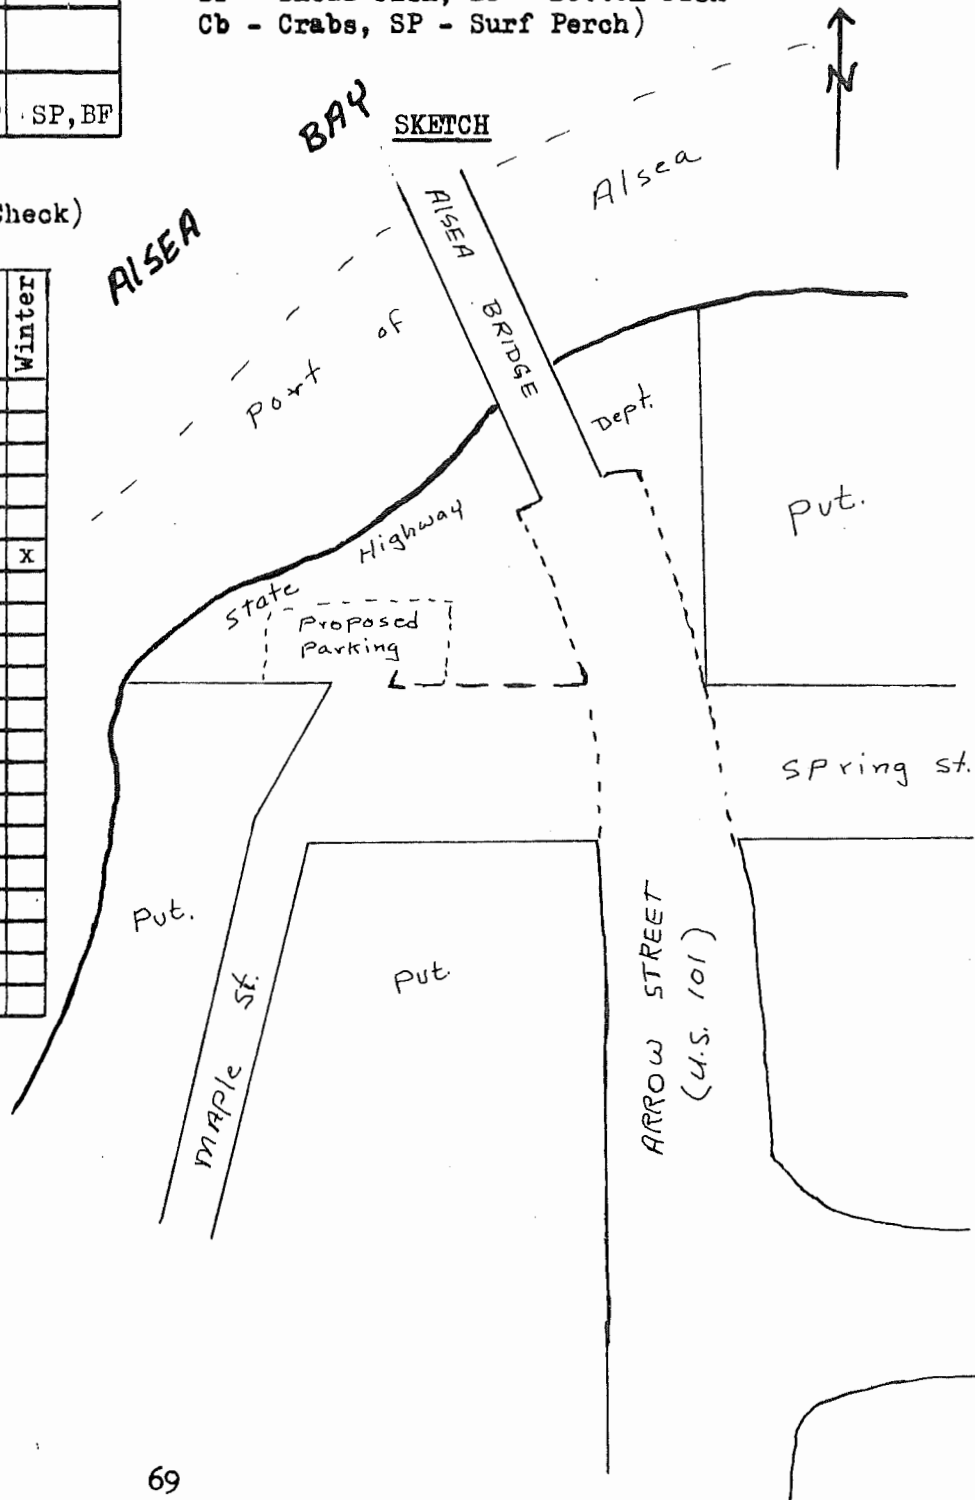 Cb - Crabs, SP - Surf Perch)
SP, BF
SKETCH
N
BAY
ALSEA
Check)
Winter
x
Port of Alsea
ALSEA BRIDGE
State Highway Dept.
Put.
Proposed
Parking
Spring St.
Put.
Put
Maple St.
ARROW STREET
(U.S. 101)
69